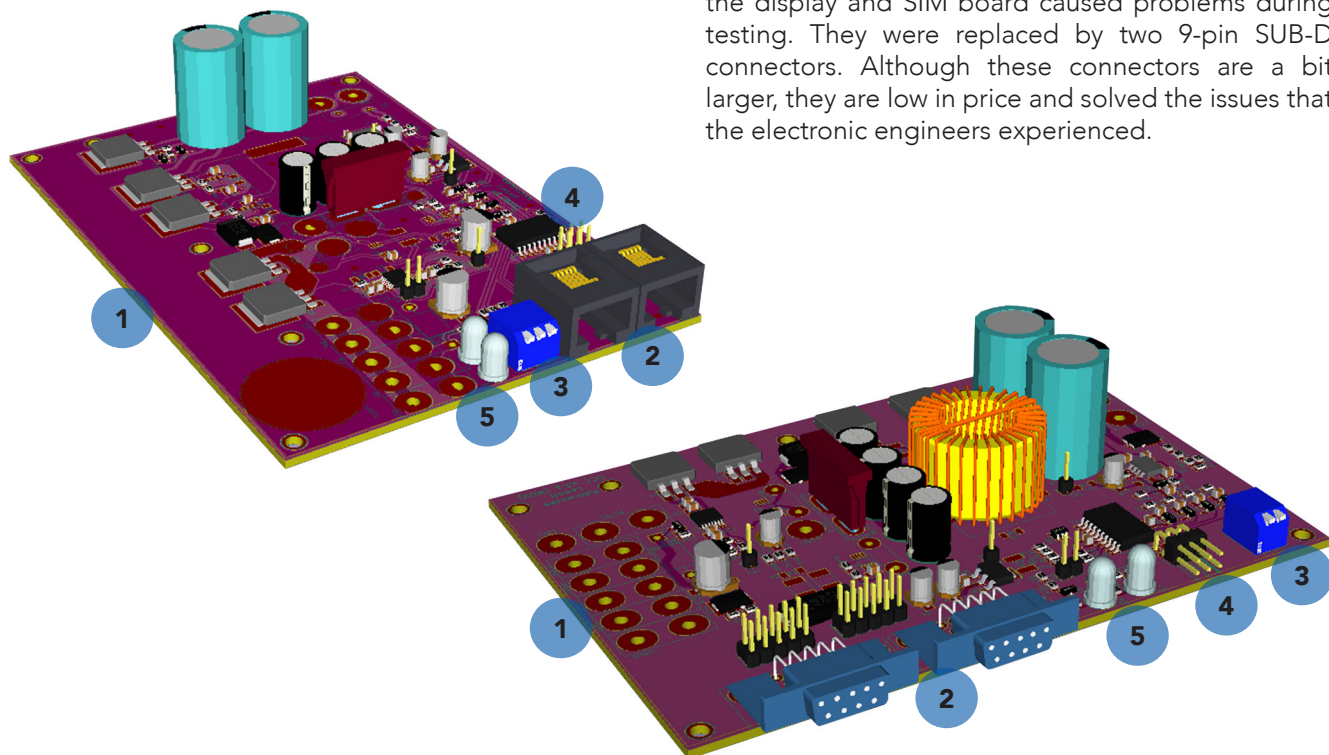 the display and SIM board caused problems during
testing. They were replaced by two 9-pin SUB-D
connectors. Although these connectors are a bit
larger, they are low in price and solved the issues that
the electronic engineers experienced.
4
1
2
3
5
3
4
1
5
2